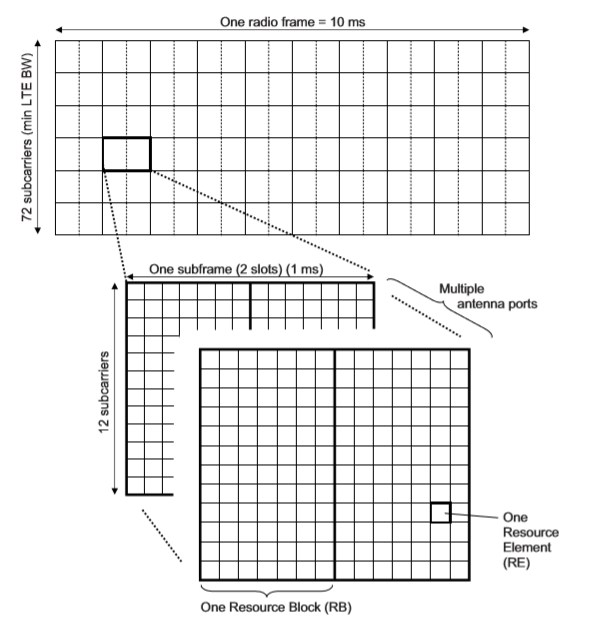 One radio frame = 10 ms
72 subcarriers (min LTE BW)
One subframe (2 slots) (1 ms)
Multiple
antenna ports
12 subcarriers
One
Resource
Element
(RE)
One Resource Block (RB)